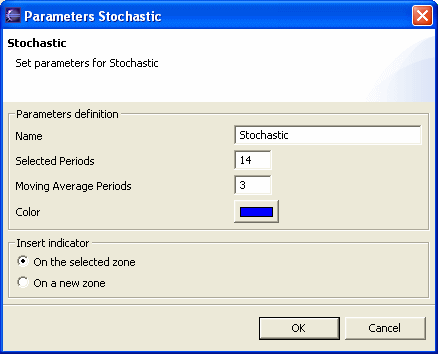 Parameters Stochastic
Stochastic
Set parameters for Stochastic
Parameters definition
Name Stochastic
Selected Periods 14
Moving Average Periods 3
Color
Insert indicator
On the selected zone
On a new zone
OK Cancel